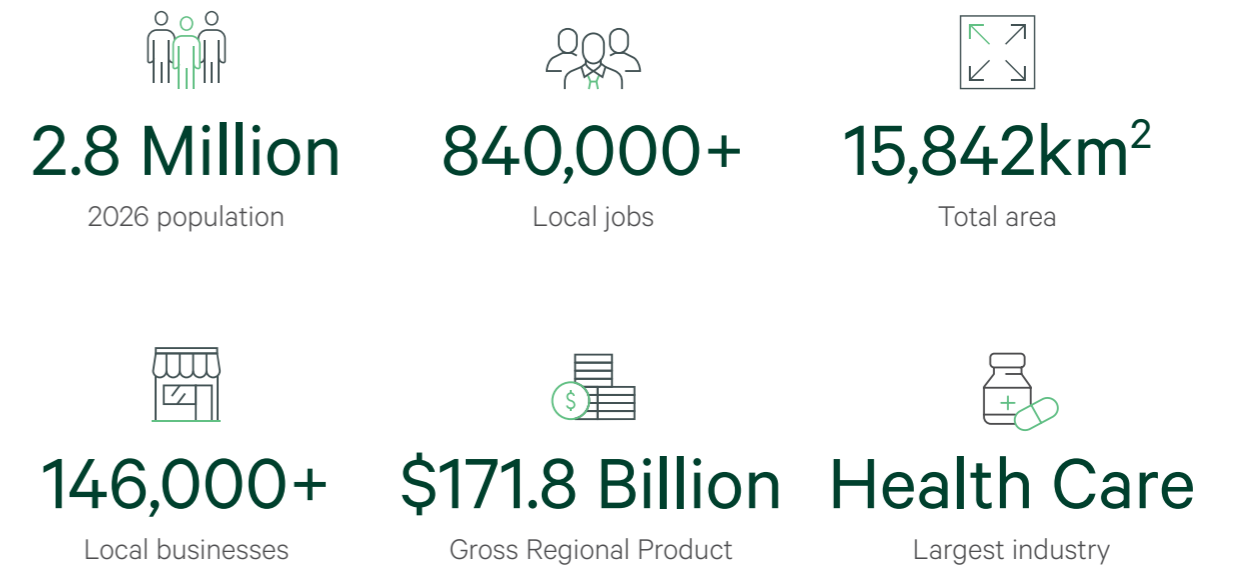 2.8 Million
2026 population
840,000+
Local jobs
15,842km²
Total area
146,000+
Local businesses
$
$171.8 Billion
Gross Regional Product
Health Care
Largest industry